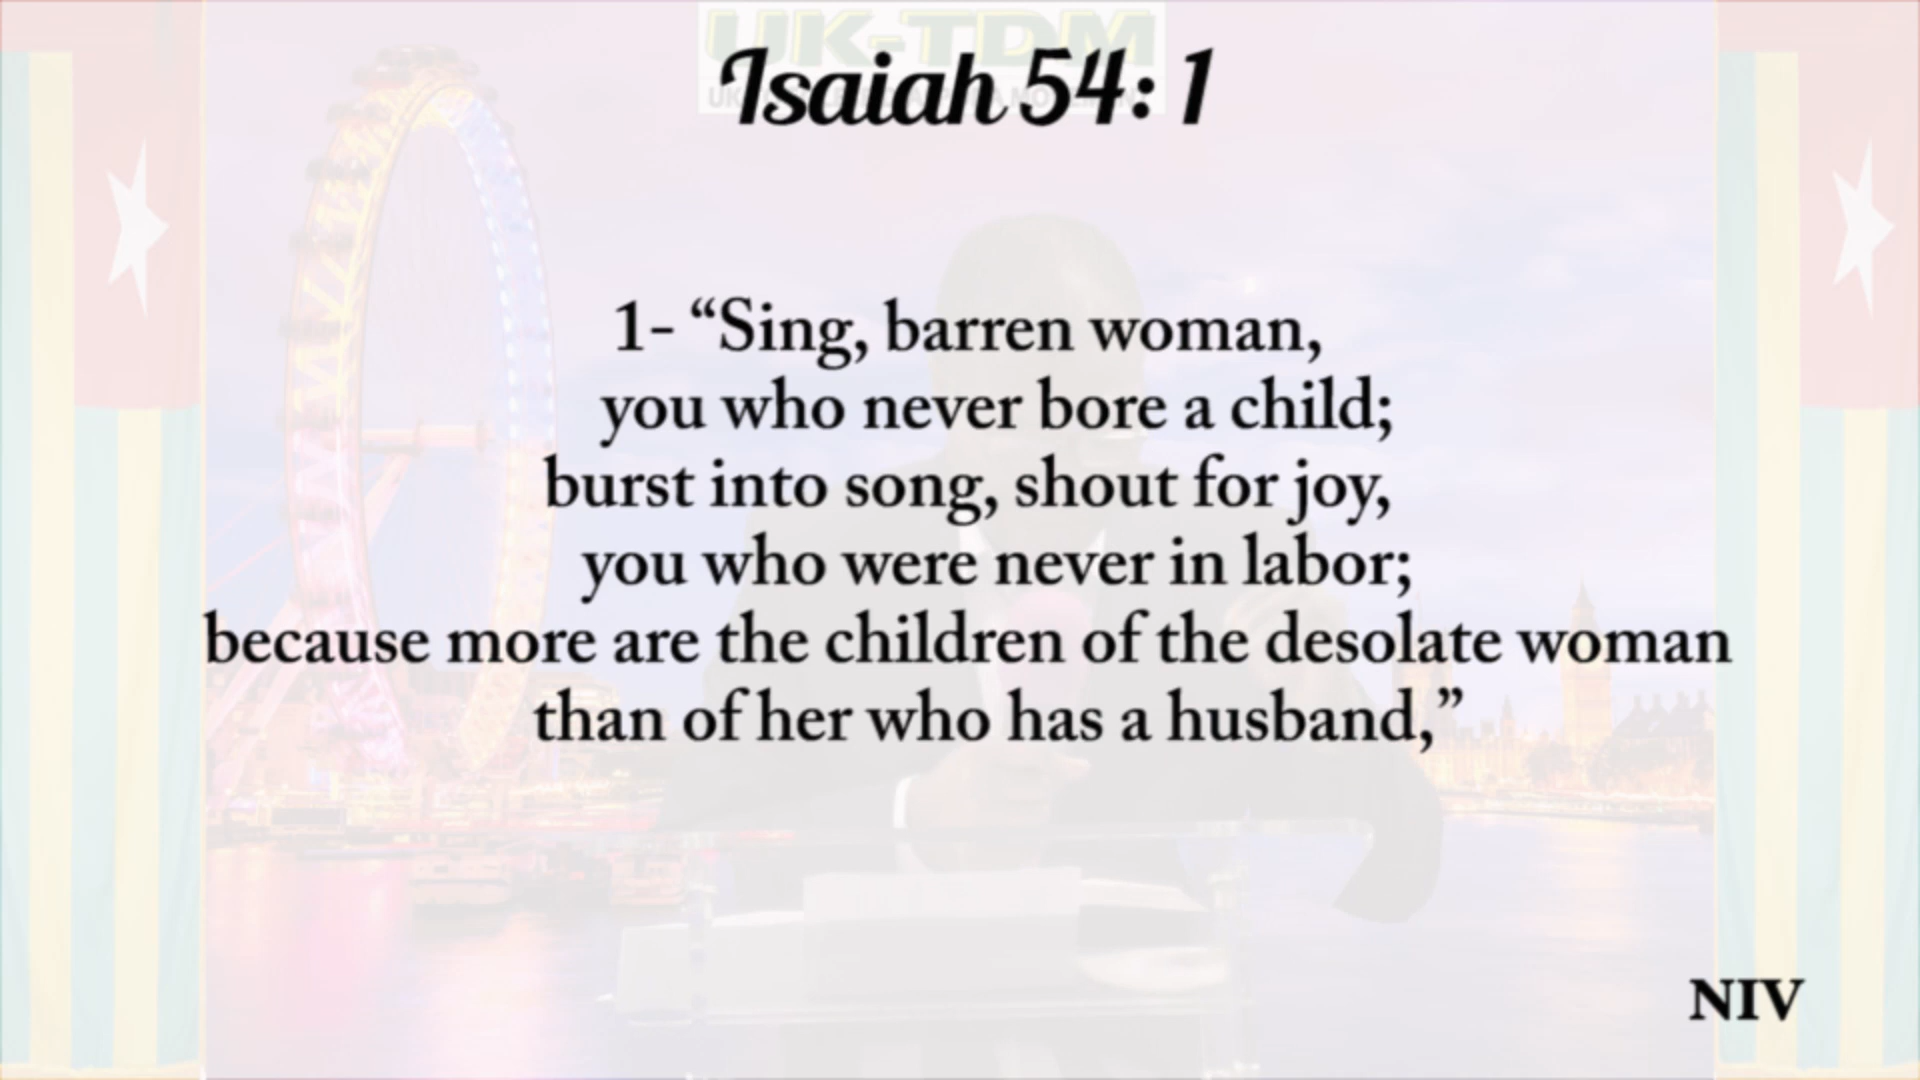 UK-TDM
Isaiah 54: 1
1- “Sing, barren woman,
you who never bore a child;
burst into song, shout for joy,
you who were never in labor;
because more are the children of the desolate woman
than of her who has a husband,”
NIV